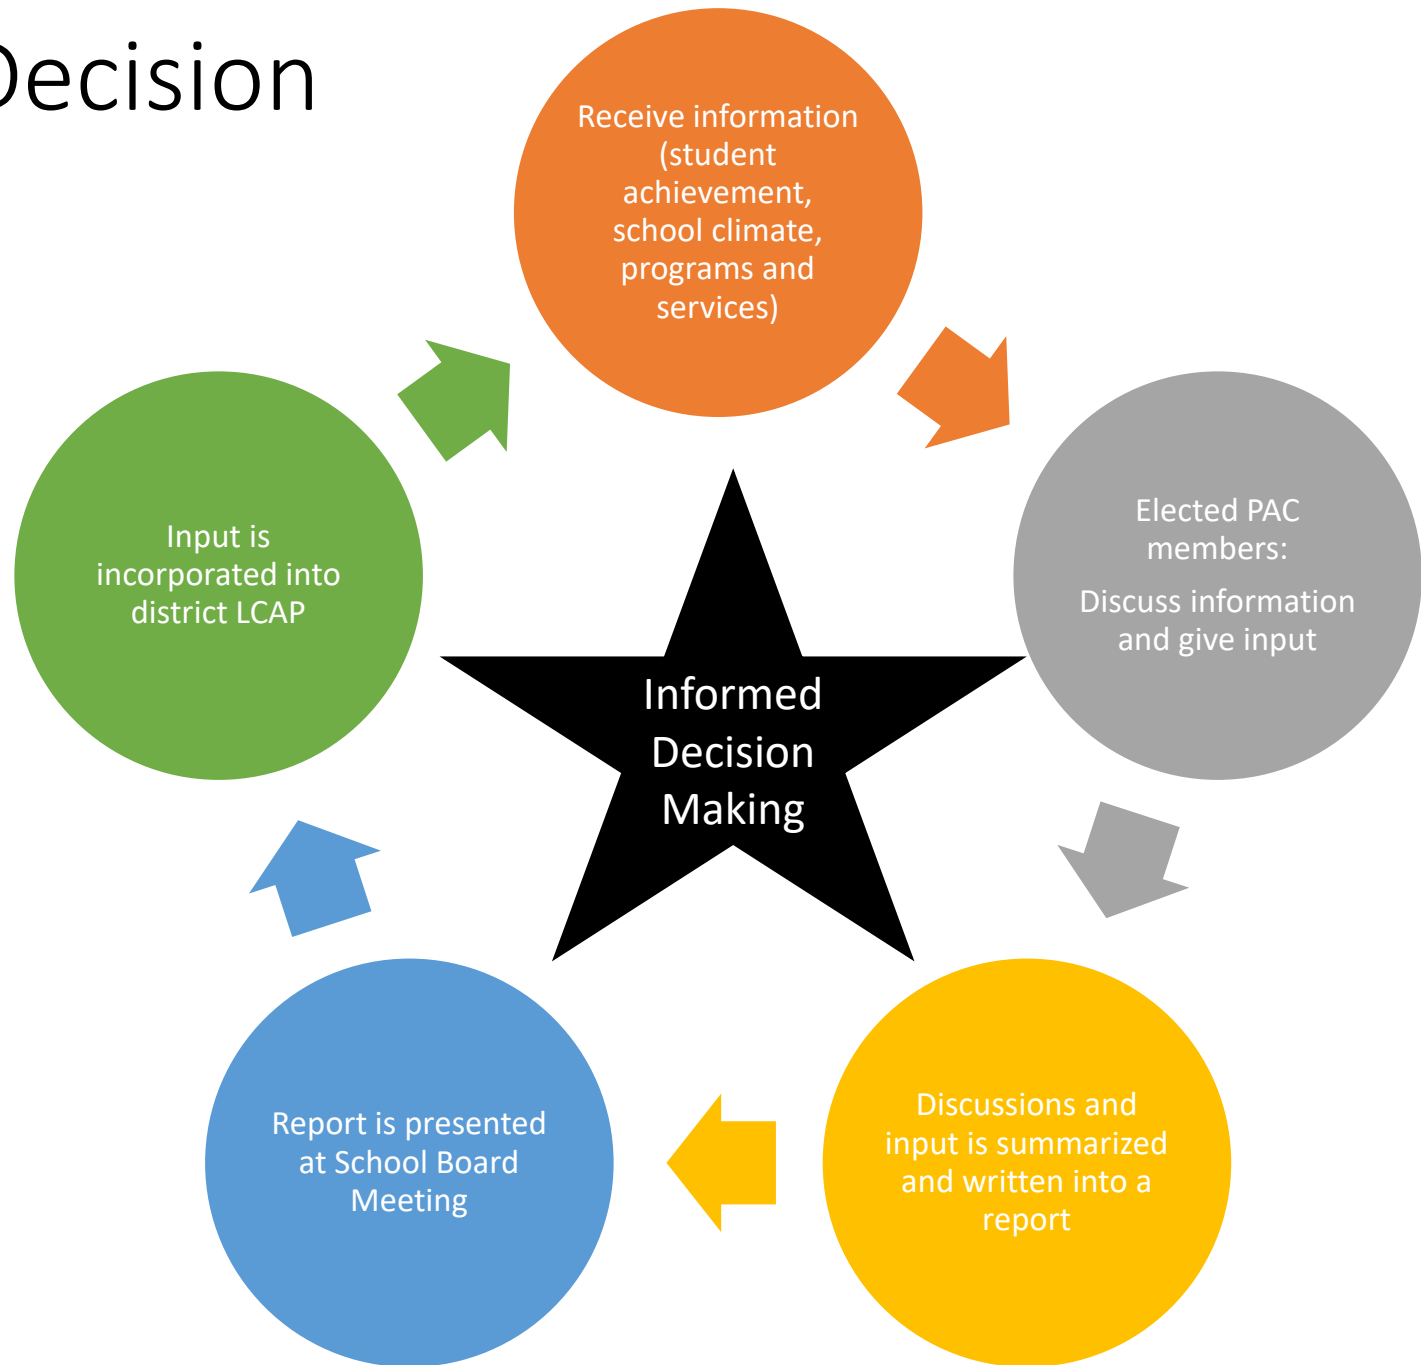 Decision
Receive information
(student
achievement,
school climate,
programs and
services)
Elected PAC
members:
Discuss information
and give input
Discussions and
input is summarized
and written into a
report
Report is presented
at School Board
Meeting
Input is
incorporated into
district LCAP
Informed
Decision
Making